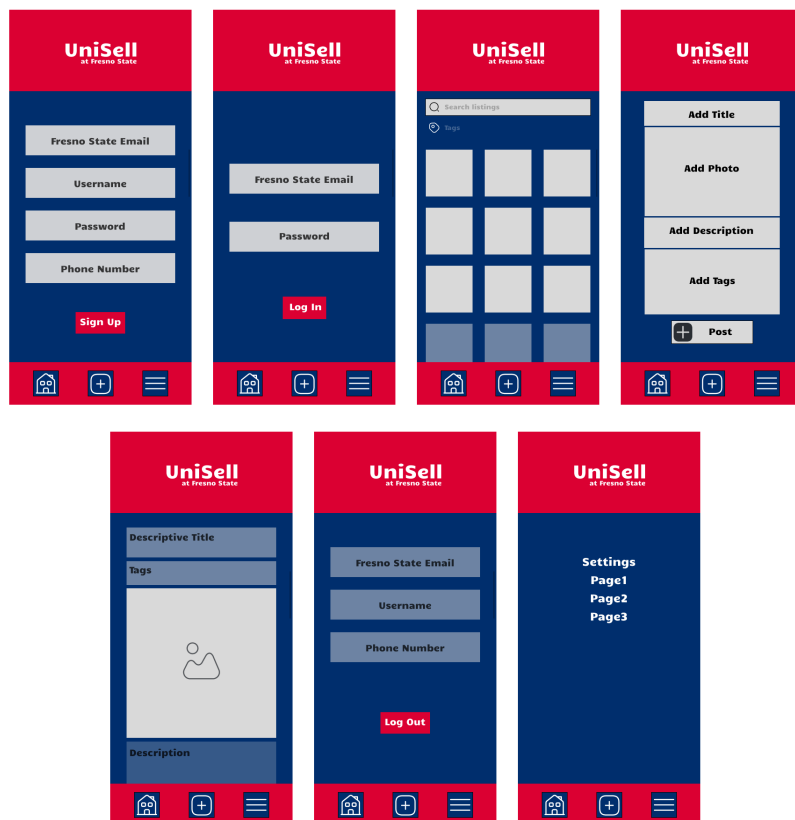 UniSell
at Fresno State
Fresno State Email
Username
Password
Phone Number
Sign Up
UniSell
at Fresno State
Fresno State Email
Password
Log In
UniSell
at Fresno State
Search listings
Tags
UniSell
at Fresno State
Add Title
Add Photo
Add Description
Add Tags
Post
UniSell
at Fresno State
Descriptive Title
Tags
Description
UniSell
at Fresno State
Fresno State Email
Username
Phone Number
Log Out
UniSell
at Fresno State
Settings
Page1
Page2
Page3